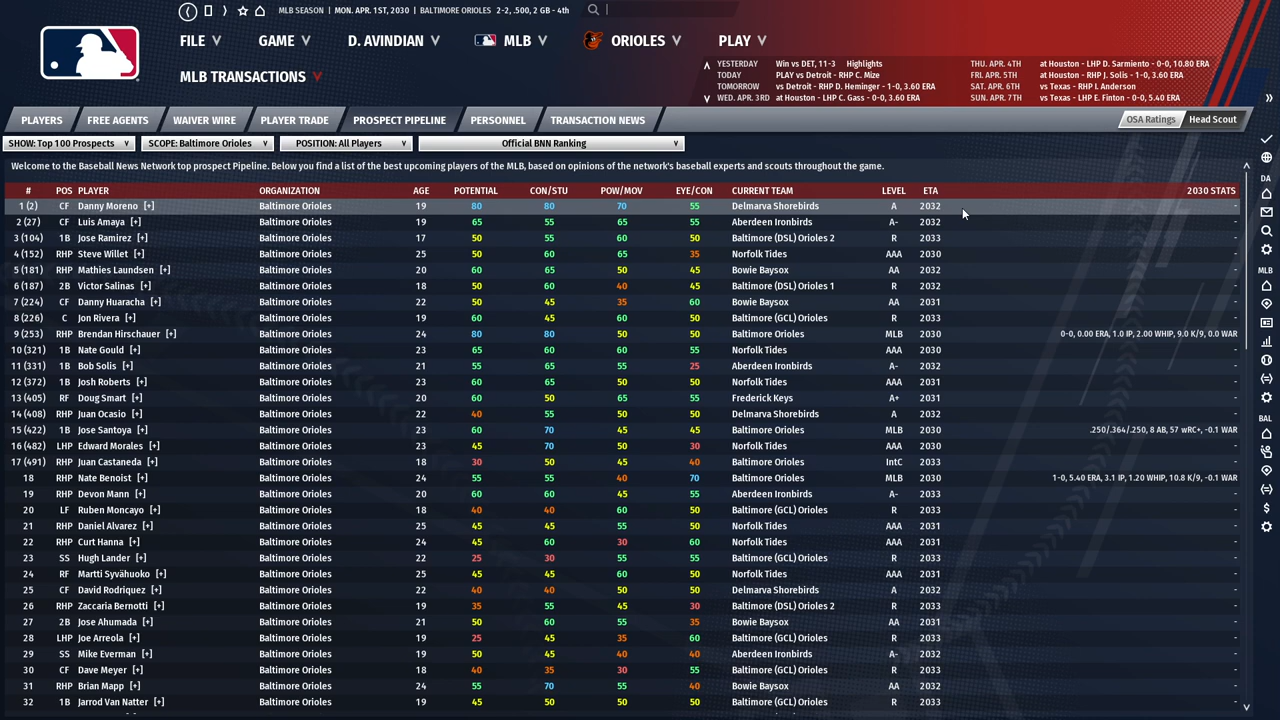 MLB SEASON | MON. APR. 1ST, 2030 | BALTIMORE ORIOLES 2-2, .500, 2 GB - 4th
FILE GAME D. AVINDIAN MLB ORIOLES PLAY
MLB TRANSACTIONS
YESTERDAY Win vs DET, 11-3 Highlights THU. APR. 4TH at Houston - LHP D. Sarmiento - 0-0, 10.80 ERA
TODAY PLAY vs Detroit - RHP C. Mize FRI. APR. 5TH at Houston - RHP J. Solis - 1-0, 3.60 ERA
TOMORROW vs Detroit - RHP D. Heminger - 1-0, 3.60 ERA SAT. APR. 6TH vs Texas - RHP I. Anderson
WED. APR. 3RD at Houston - LHP C. Gass - 0-0, 3.60 ERA SUN. APR. 7TH vs Texas - LHP E. Finton - 0-0, 5.40 ERA
PLAYERS FREE AGENTS WAIVER WIRE PLAYER TRADE PROSPECT PIPELINE PERSONNEL TRANSACTION NEWS OSA Ratings Head Scout
SHOW: Top 100 Prospects SCOPE: Baltimore Orioles POSITION: All Players Official BNN Ranking
Welcome to the Baseball News Network top prospect Pipeline. Below you find a list of the best upcoming players of the MLB, based on opinions of the network's baseball experts and scouts throughout the game.
# POS PLAYER ORGANIZATION AGE POTENTIAL CON/STU POW/MOV EYE/CON CURRENT TEAM LEVEL ETA 2030 STATS
1 (2) CF Danny Moreno [+] Baltimore Orioles 19 80 80 70 55 Delmarva Shorebirds A 2032 -
2 (27) CF Luis Amaya [+] Baltimore Orioles 19 65 55 65 55 Aberdeen Ironbirds A- 2032 -
3 (104) 1B Jose Ramirez [+] Baltimore Orioles 17 50 55 60 50 Baltimore (DSL) Orioles 2 R 2033 -
4 (152) RHP Steve Willet [+] Baltimore Orioles 25 50 60 65 35 Norfolk Tides AAA 2030 -
5 (181) RHP Mathies Laundsen [+] Baltimore Orioles 20 60 65 50 45 Bowie Baysox AA 2032 -
6 (187) 2B Victor Salinas [+] Baltimore Orioles 18 50 60 40 45 Baltimore (DSL) Orioles 1 R 2032 -
7 (224) CF Danny Huaracha [+] Baltimore Orioles 22 50 45 35 60 Bowie Baysox AA 2031 -
8 (226) C Jon Rivera [+] Baltimore Orioles 19 60 45 60 50 Baltimore (GCL) Orioles R 2033 -
9 (253) RHP Brendan Hirschauer [+] Baltimore Orioles 24 80 80 50 50 Baltimore Orioles MLB 2030 0-0, 0.00 ERA, 1.0 IP, 2.00 WHIP, 9.0 K/9, 0.0 WAR
10 (321) 1B Nate Gould [+] Baltimore Orioles 23 65 60 60 55 Norfolk Tides AAA 2030 -
11 (331) 1B Bob Solis [+] Baltimore Orioles 21 55 65 65 25 Aberdeen Ironbirds A- 2032 -
12 (372) 1B Josh Roberts [+] Baltimore Orioles 23 60 65 50 50 Norfolk Tides AAA 2031 -
13 (405) RF Doug Smart [+] Baltimore Orioles 22 60 50 65 55 Frederick Keys A+ 2031 -
14 (408) RHP Juan Ocasio [+] Baltimore Orioles 22 40 55 50 50 Delmarva Shorebirds A 2032 -
15 (422) 1B Jose Santoya [+] Baltimore Orioles 23 60 70 45 45 Baltimore Orioles MLB 2030 .250/.364/.250, 8 AB, 57 wRC+, -0.1 WAR
16 (482) LHP Edward Morales [+] Baltimore Orioles 23 45 70 50 30 Norfolk Tides AAA 2030 -
17 (491) RHP Juan Castaneda [+] Baltimore Orioles 18 30 50 45 40 Baltimore Orioles IntC 2033 -
18 RHP Nate Benoist [+] Baltimore Orioles 24 55 55 40 70 Baltimore Orioles MLB 2030 1-0, 5.40 ERA, 3.1 IP, 1.20 WHIP, 10.8 K/9, -0.1 WAR
19 RHP Devon Mann [+] Baltimore Orioles 20 60 60 45 55 Aberdeen Ironbirds A- 2033 -
20 LF Ruben Moncayo [+] Baltimore Orioles 18 40 40 60 50 Baltimore (GCL) Orioles R 2033 -
21 RHP Daniel Alvarez [+] Baltimore Orioles 25 45 45 55 50 Norfolk Tides AAA 2031 -
22 RHP Curt Hanna [+] Baltimore Orioles 24 45 60 30 60 Norfolk Tides AAA 2031 -
23 SS Hugh Lander [+] Baltimore Orioles 22 25 30 55 55 Baltimore (GCL) Orioles R 2033 -
24 RF Martti Syvähuoko [+] Baltimore Orioles 25 45 45 60 50 Norfolk Tides AAA 2031 -
25 CF David Rodriquez [+] Baltimore Orioles 22 40 40 50 50 Delmarva Shorebirds A 2032 -
26 RHP Zaccaria Bernotti [+] Baltimore Orioles 19 35 55 45 30 Baltimore (DSL) Orioles 2 R 2033 -
27 2B Jose Ahumada [+] Baltimore Orioles 21 50 60 55 35 Bowie Baysox AA 2031 -
28 LHP Joe Arreola [+] Baltimore Orioles 19 25 45 35 60 Baltimore (GCL) Orioles R 2033 -
29 SS Mike Everman [+] Baltimore Orioles 19 50 45 40 40 Aberdeen Ironbirds A- 2032 -
30 CF Dave Meyer [+] Baltimore Orioles 18 40 35 30 55 Baltimore (GCL) Orioles R 2033 -
31 RHP Brian Mapp [+] Baltimore Orioles 24 55 70 55 40 Bowie Baysox AA 2032 -
32 1B Jarrod Van Natter [+] Baltimore Orioles 19 45 50 50 50 Baltimore (GCL) Orioles R 2033 -
DA
MLB
BAL